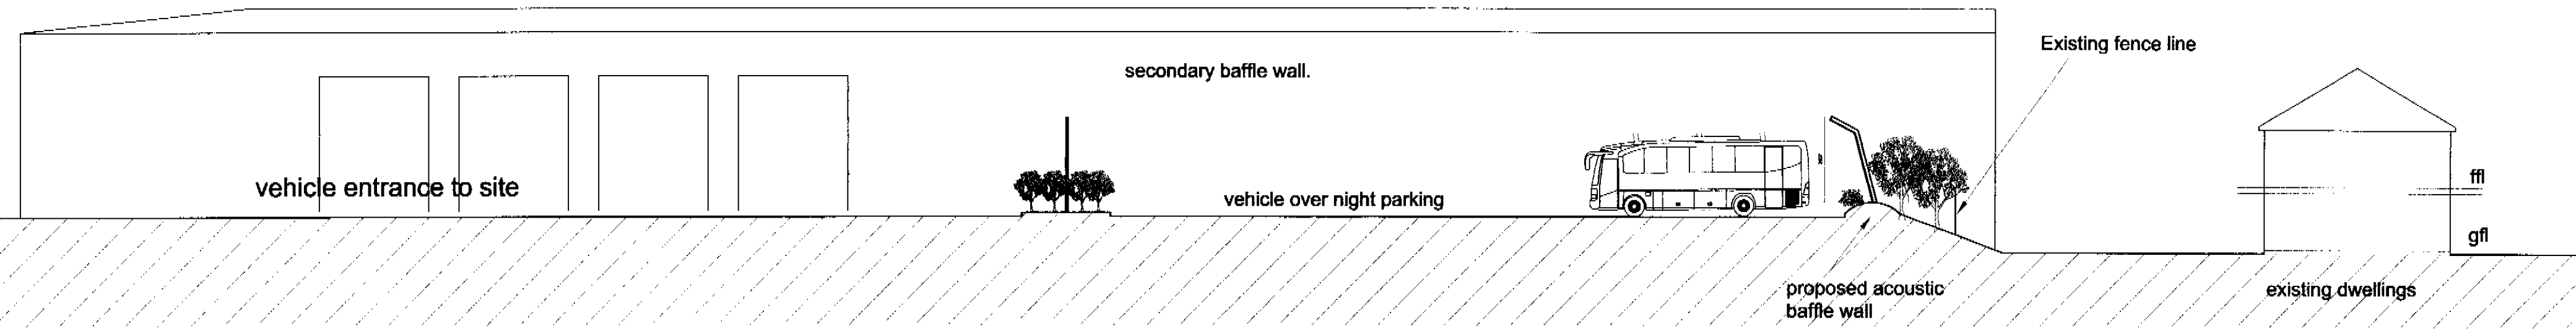 Existing fence line
secondary baffle wall.
vehicle entrance to site
vehicle over night parking
ffl
gfl
proposed acoustic
baffle wall
existing dwellings